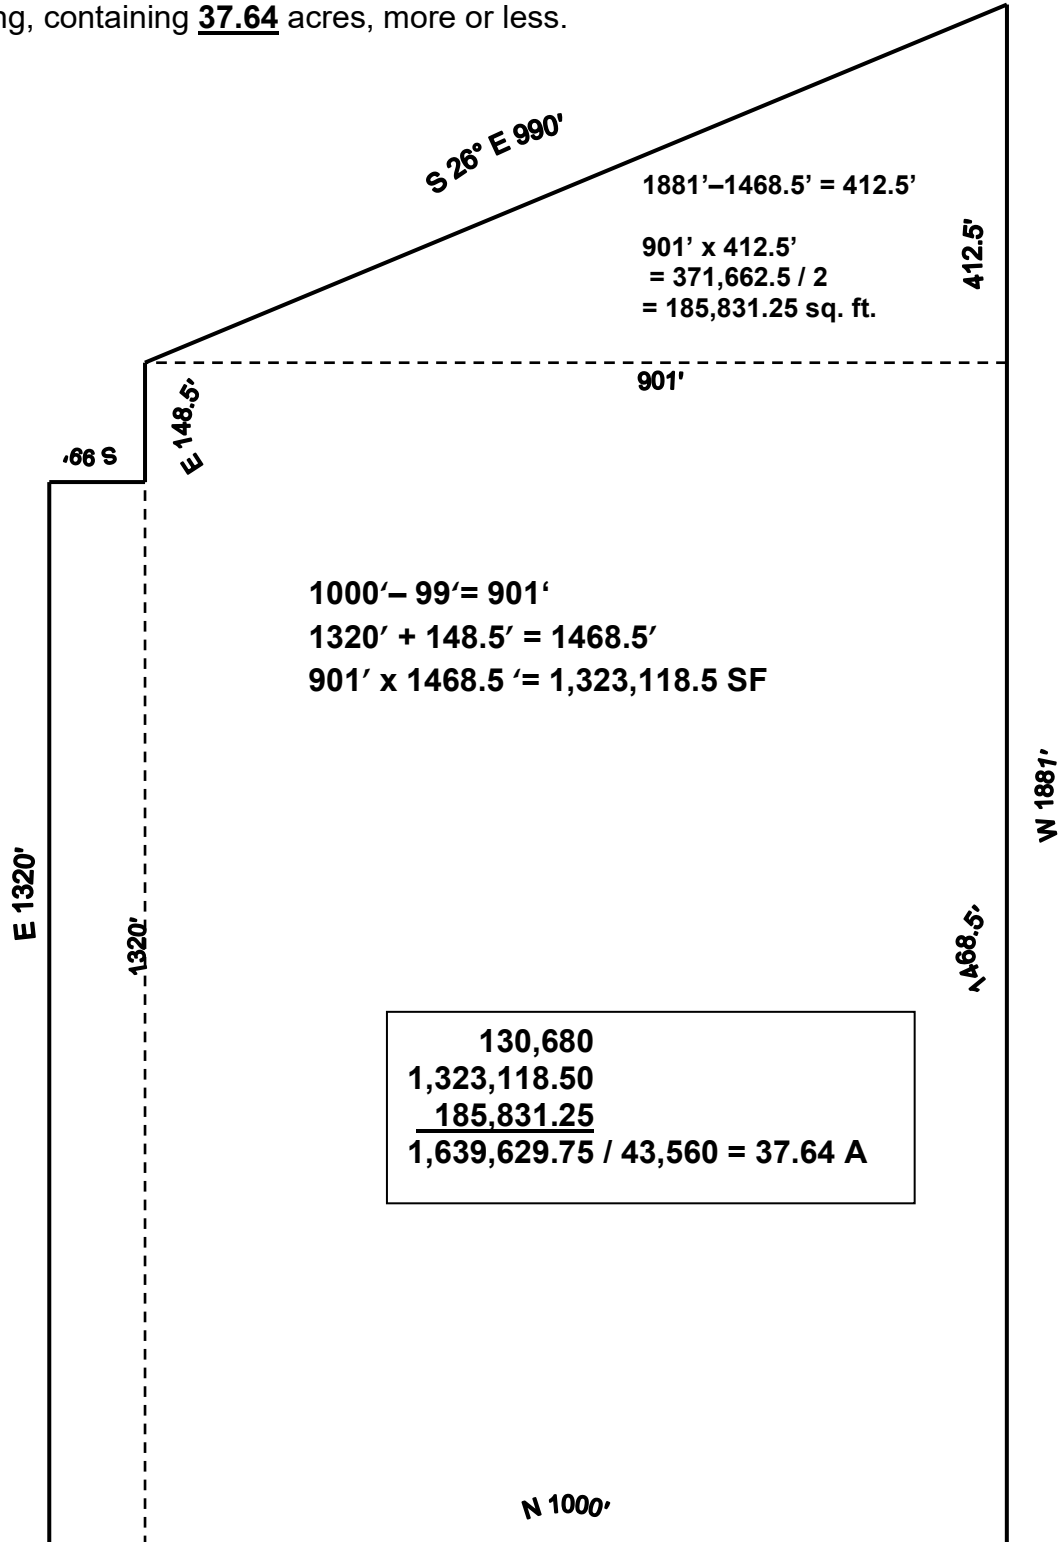 ng, containing 37.64 acres, more or less.
S 26° E 990'
1881’–1468.5’ = 412.5’
412.5'
901’ x 412.5’
= 371,662.5 / 2
= 185,831.25 sq. ft.
901'
E 148.5'
S 99'
1000‘– 99‘= 901‘
1320′ + 148.5′ = 1468.5′
901′ x 1468.5 ‘= 1,323,118.5 SF
W 1881'
E 1320'
1320'
1468.5'
130,680
1,323,118.50
185,831.25
1,639,629.75 / 43,560 = 37.64 A
N 1000'